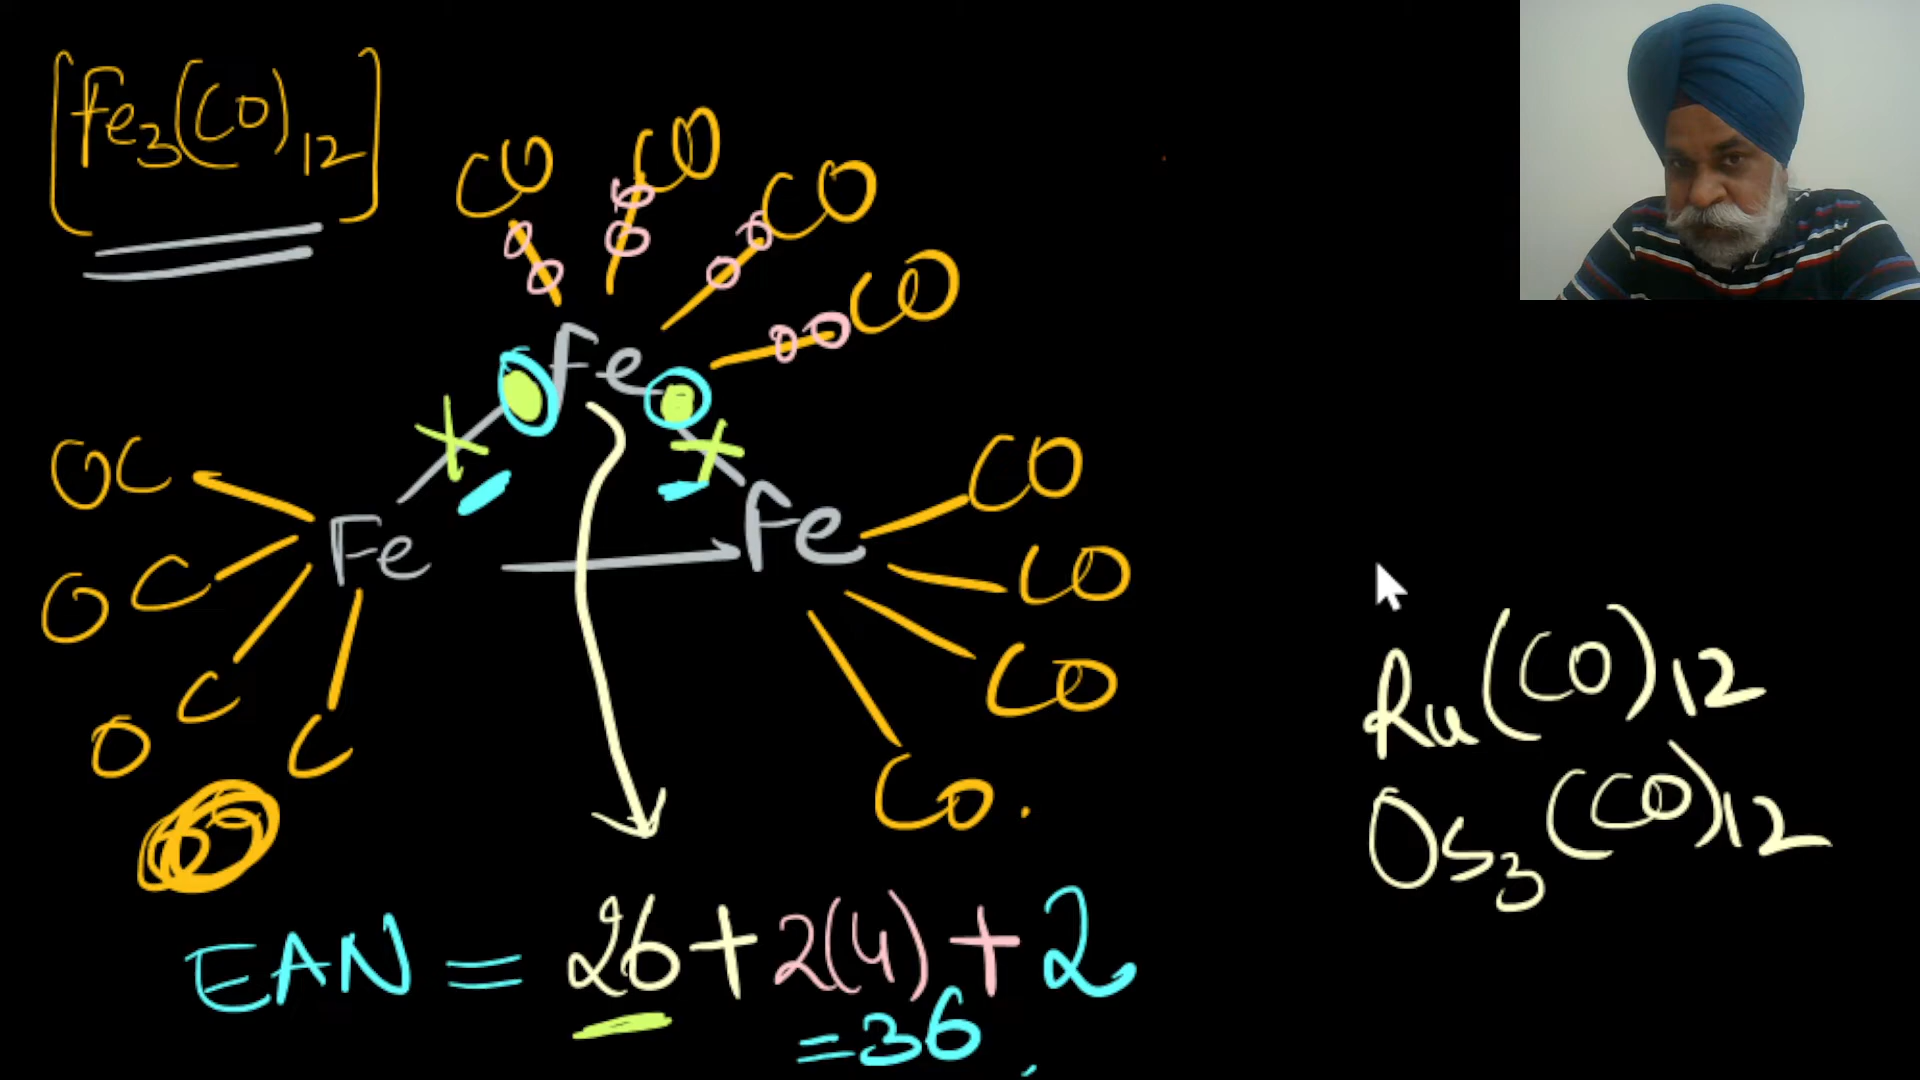 [Fe3(CO)12]
CO CO CO CO
Fe
OC Fe Fe CO
OC CO
OC CO
C CO.
Ru(CO)12
Os3(CO)12
EAN = 26 + 2(4) + 2
= 36